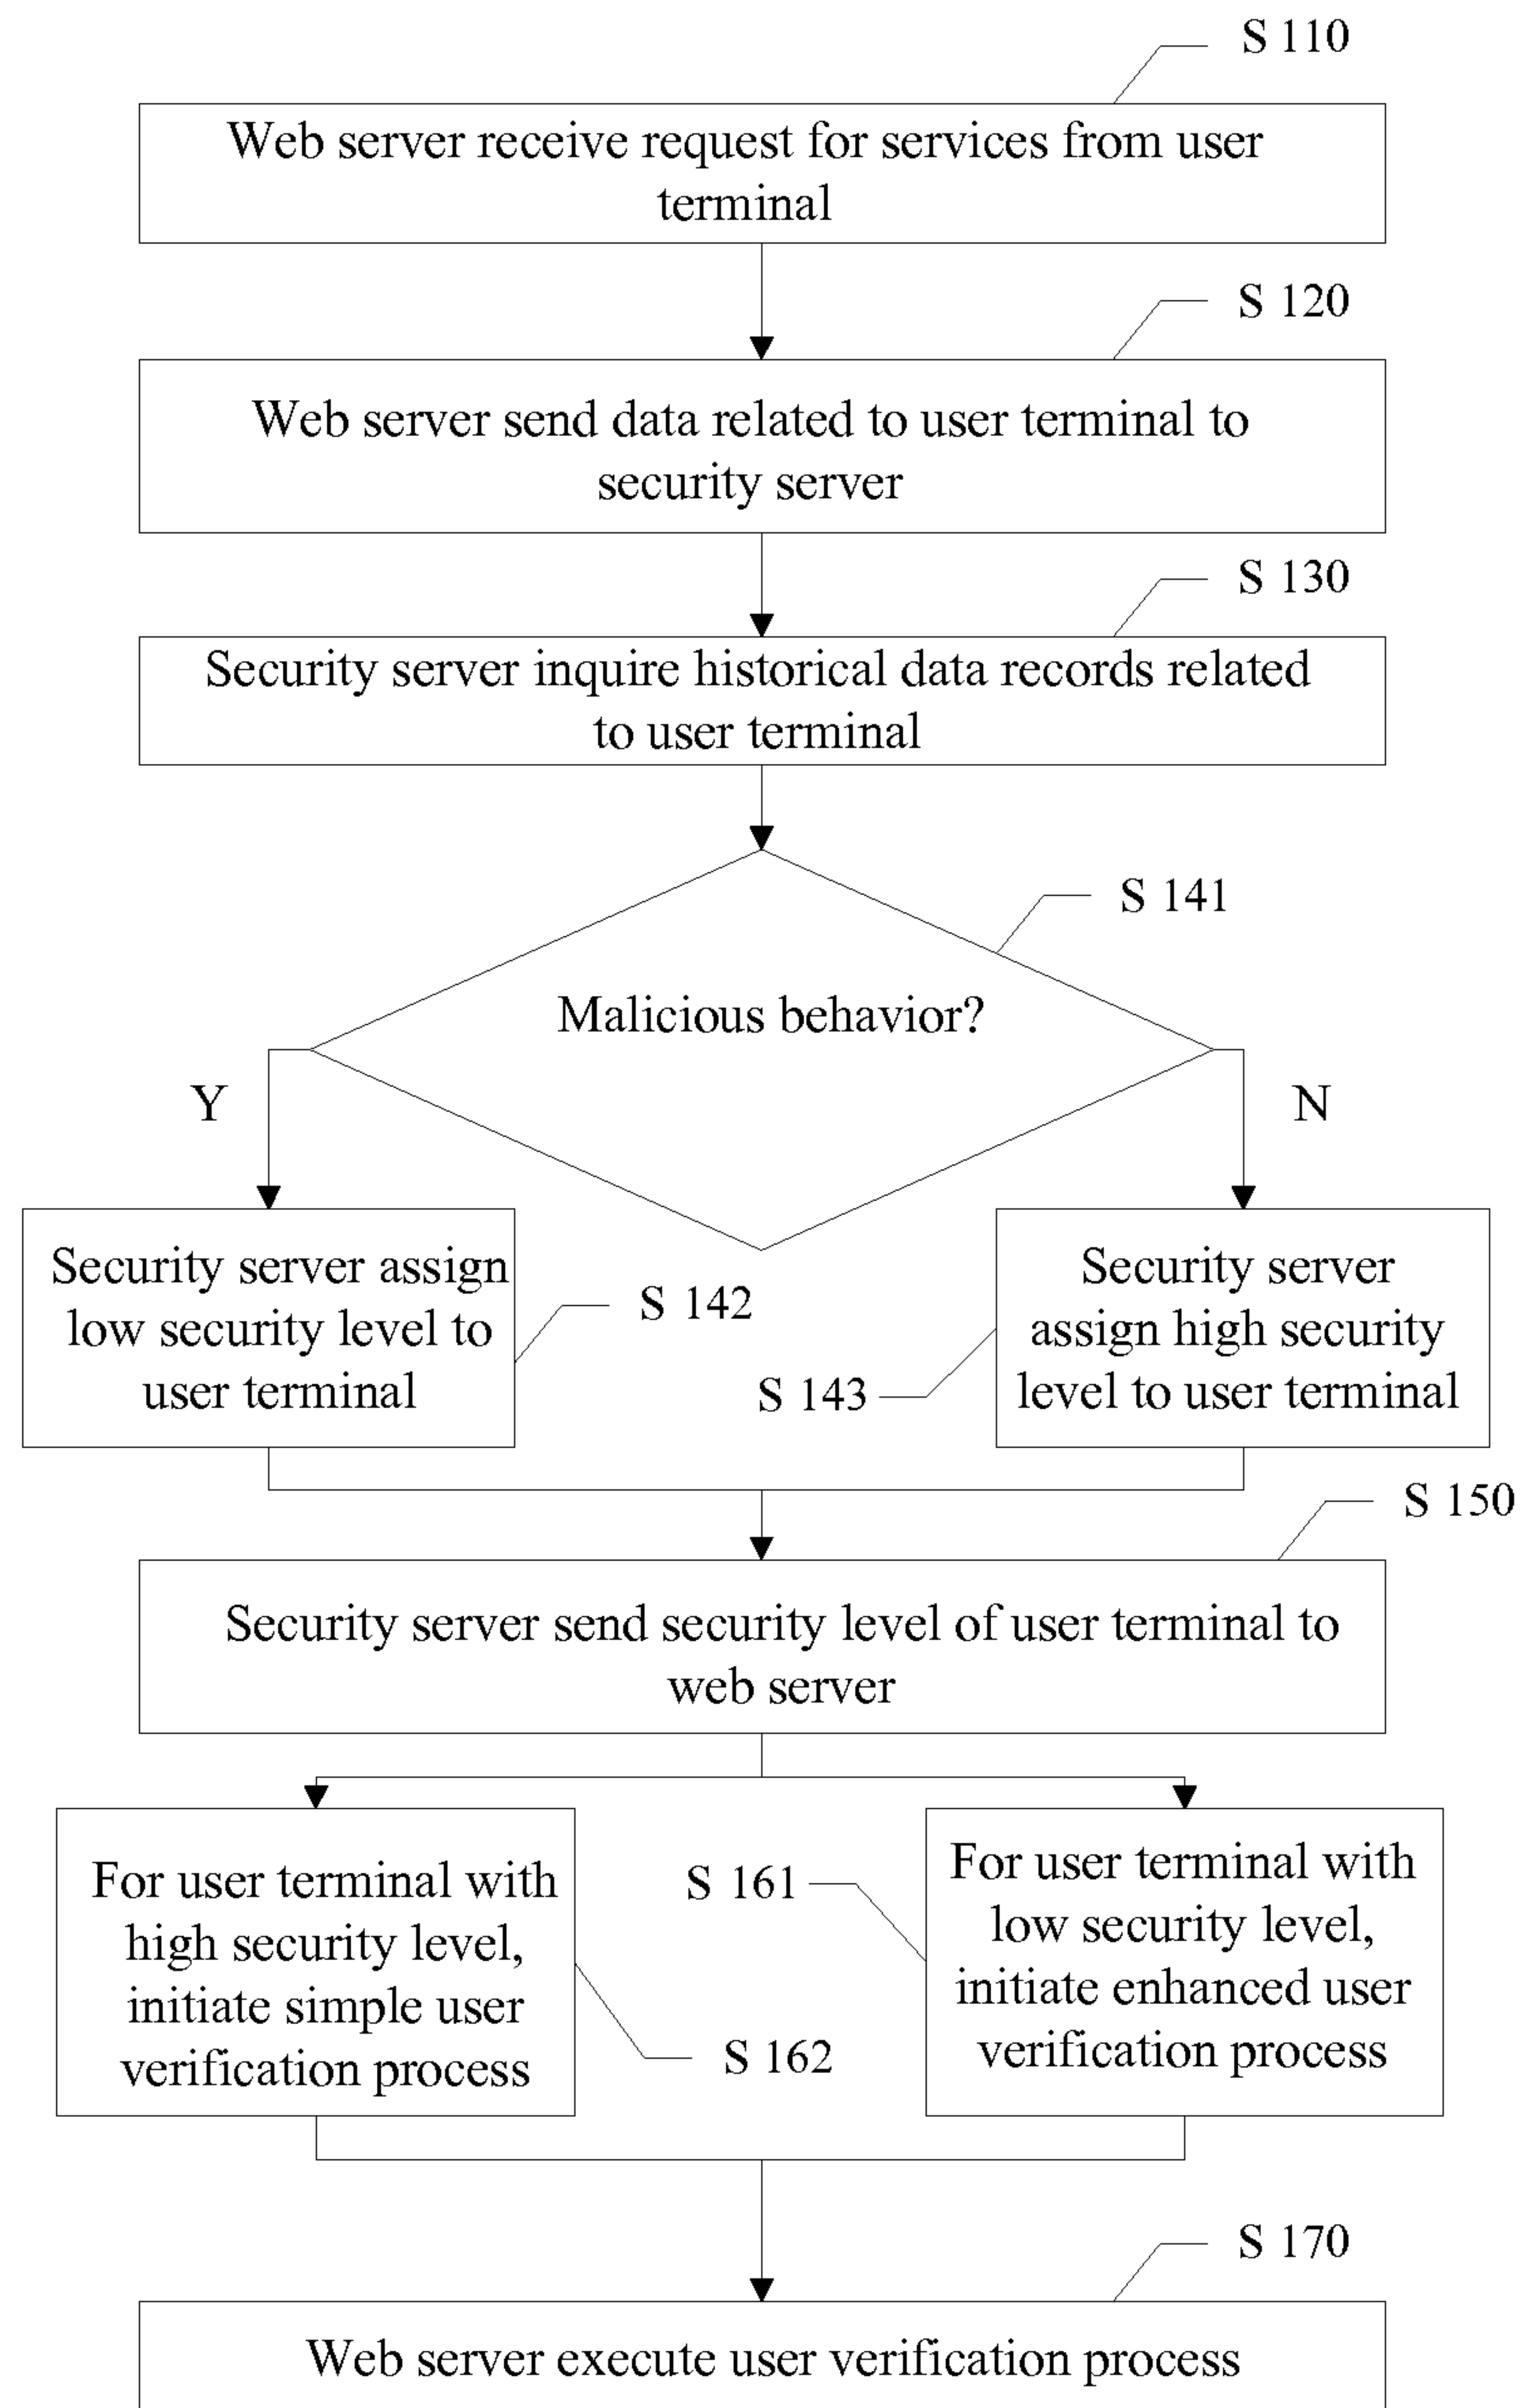 S 110
Web server receive request for services from user
terminal
S 120
Web server send data related to user terminal to
security server
S 130
Security server inquire historical data records related
to user terminal
S 141
Malicious behavior?
Y
N
Security server assign
low security level to
user terminal
S 142
Security server
assign high security
level to user terminal
S 143
S 150
Security server send security level of user terminal to
web server
For user terminal with
high security level,
initiate simple user
verification process
S 162
S 161
For user terminal with
low security level,
initiate enhanced user
verification process
S 170
Web server execute user verification process